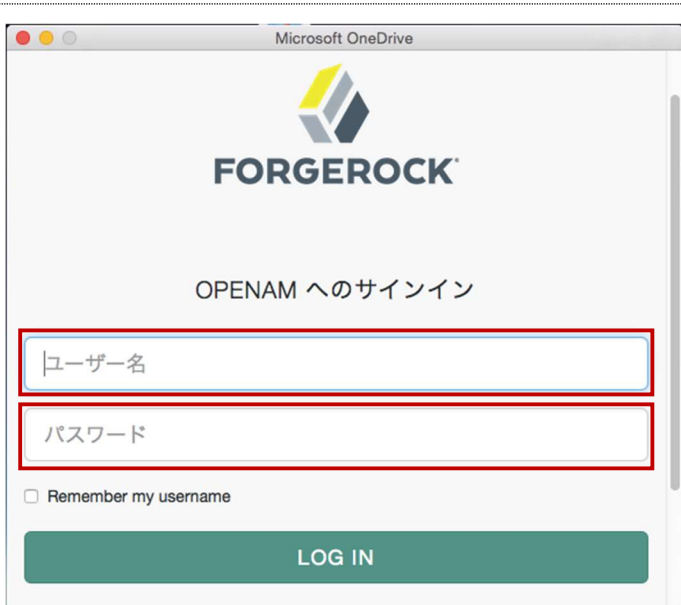 Microsoft OneDrive
FORGEROCK
OPENAM へのサインイン
ユーザー名
パスワード
Remember my username
LOG IN